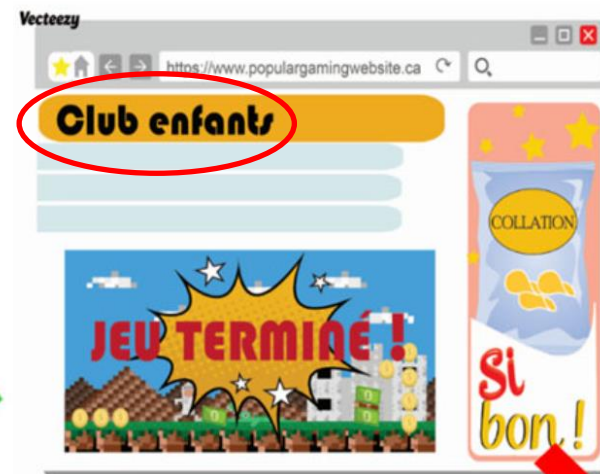 Vecteezy
https://www.populargamingwebsite.ca
Club enfants
COLLATION
JEU TERMINÉ !
Si
bon !